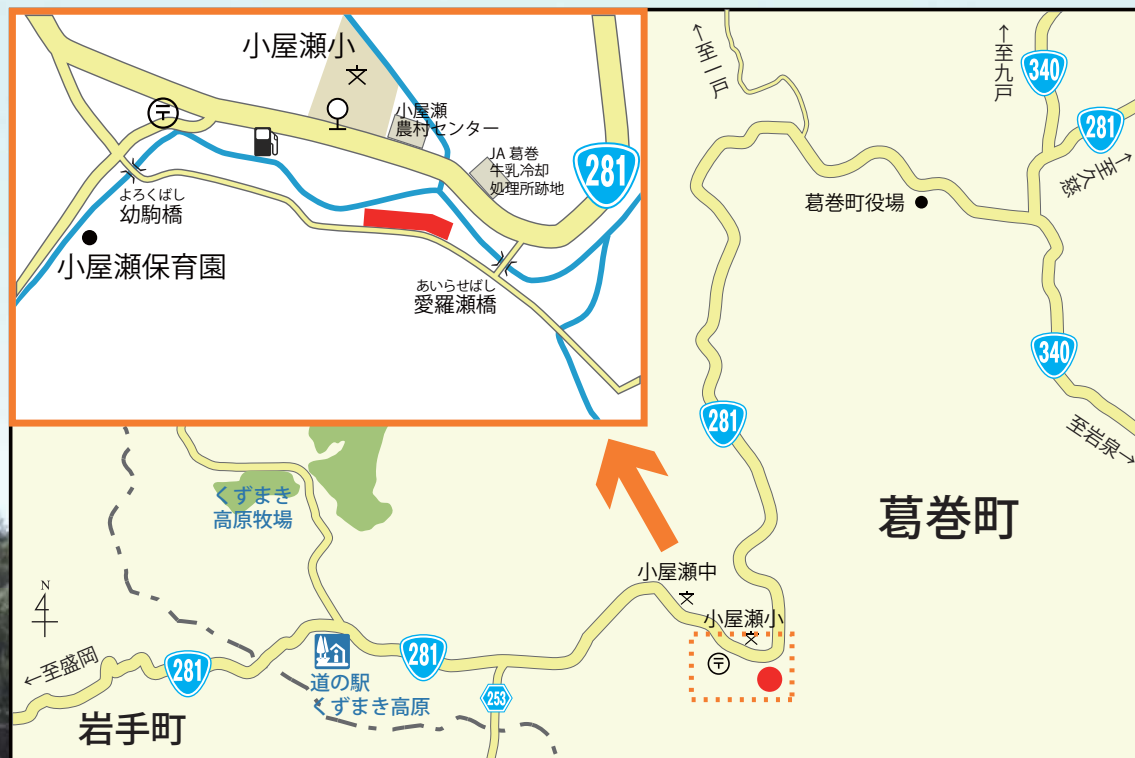 小屋瀬小
小屋瀬
農村センター
JA 葛巻
牛乳冷却
処理所跡地
281
よろくばし
幼駒橋
小屋瀬保育園
あいらせばし
愛羅瀬橋
←至一戸
←至九戸
340
281
至久慈→
葛巻町役場
340
281
至岩泉→
葛巻町
くずまき
高原牧場
小屋瀬中
小屋瀬小
N
←至盛岡
281
281
道の駅
くずまき高原
253
岩手町